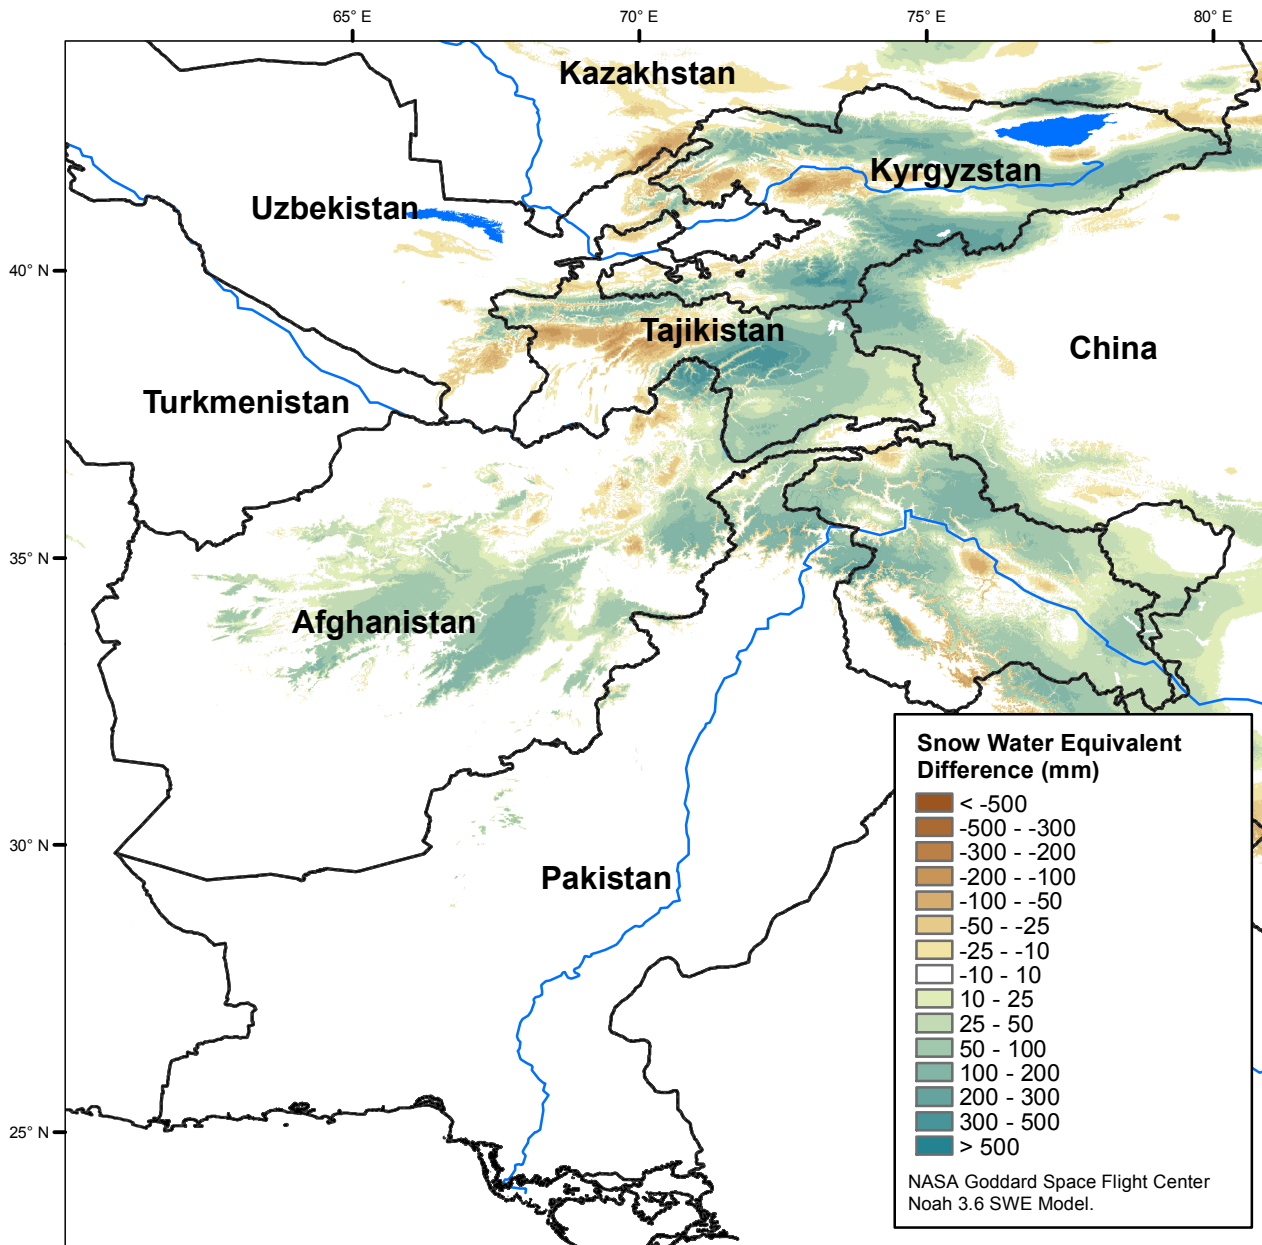 65° E
70° E
75° E
80° E
Kazakhstan
Kyrgyzstan
Uzbekistan
40° N
Tajikistan
China
Turkmenistan
35° N
Afghanistan
30° N
Pakistan
25° N
Snow Water Equivalent
Difference (mm)
< -500
-500 - -300
-300 - -200
-200 - -100
-100 - -50
-50 - -25
-25 - -10
-10 - 10
10 - 25
25 - 50
50 - 100
100 - 200
200 - 300
300 - 500
> 500
NASA Goddard Space Flight Center
Noah 3.6 SWE Model.